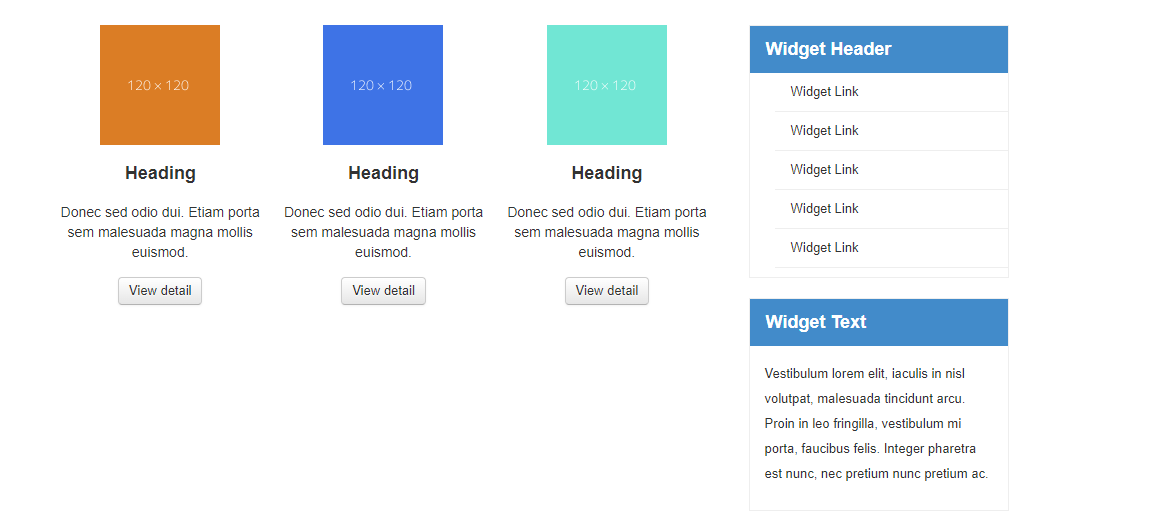 120 × 120
Heading
Donec sed odio dui. Etiam porta
sem malesuada magna mollis
euismod.
View detail
120 × 120
Heading
Donec sed odio dui. Etiam porta
sem malesuada magna mollis
euismod.
View detail
120 × 120
Heading
Donec sed odio dui. Etiam porta
sem malesuada magna mollis
euismod.
View detail
Widget Header
Widget Link
Widget Link
Widget Link
Widget Link
Widget Link
Widget Text
Vestibulum lorem elit, iaculis in nisl
volutpat, malesuada tincidunt arcu.
Proin in leo fringilla, vestibulum mi
porta, faucibus felis. Integer pharetra
est nunc, nec pretium nunc pretium ac.